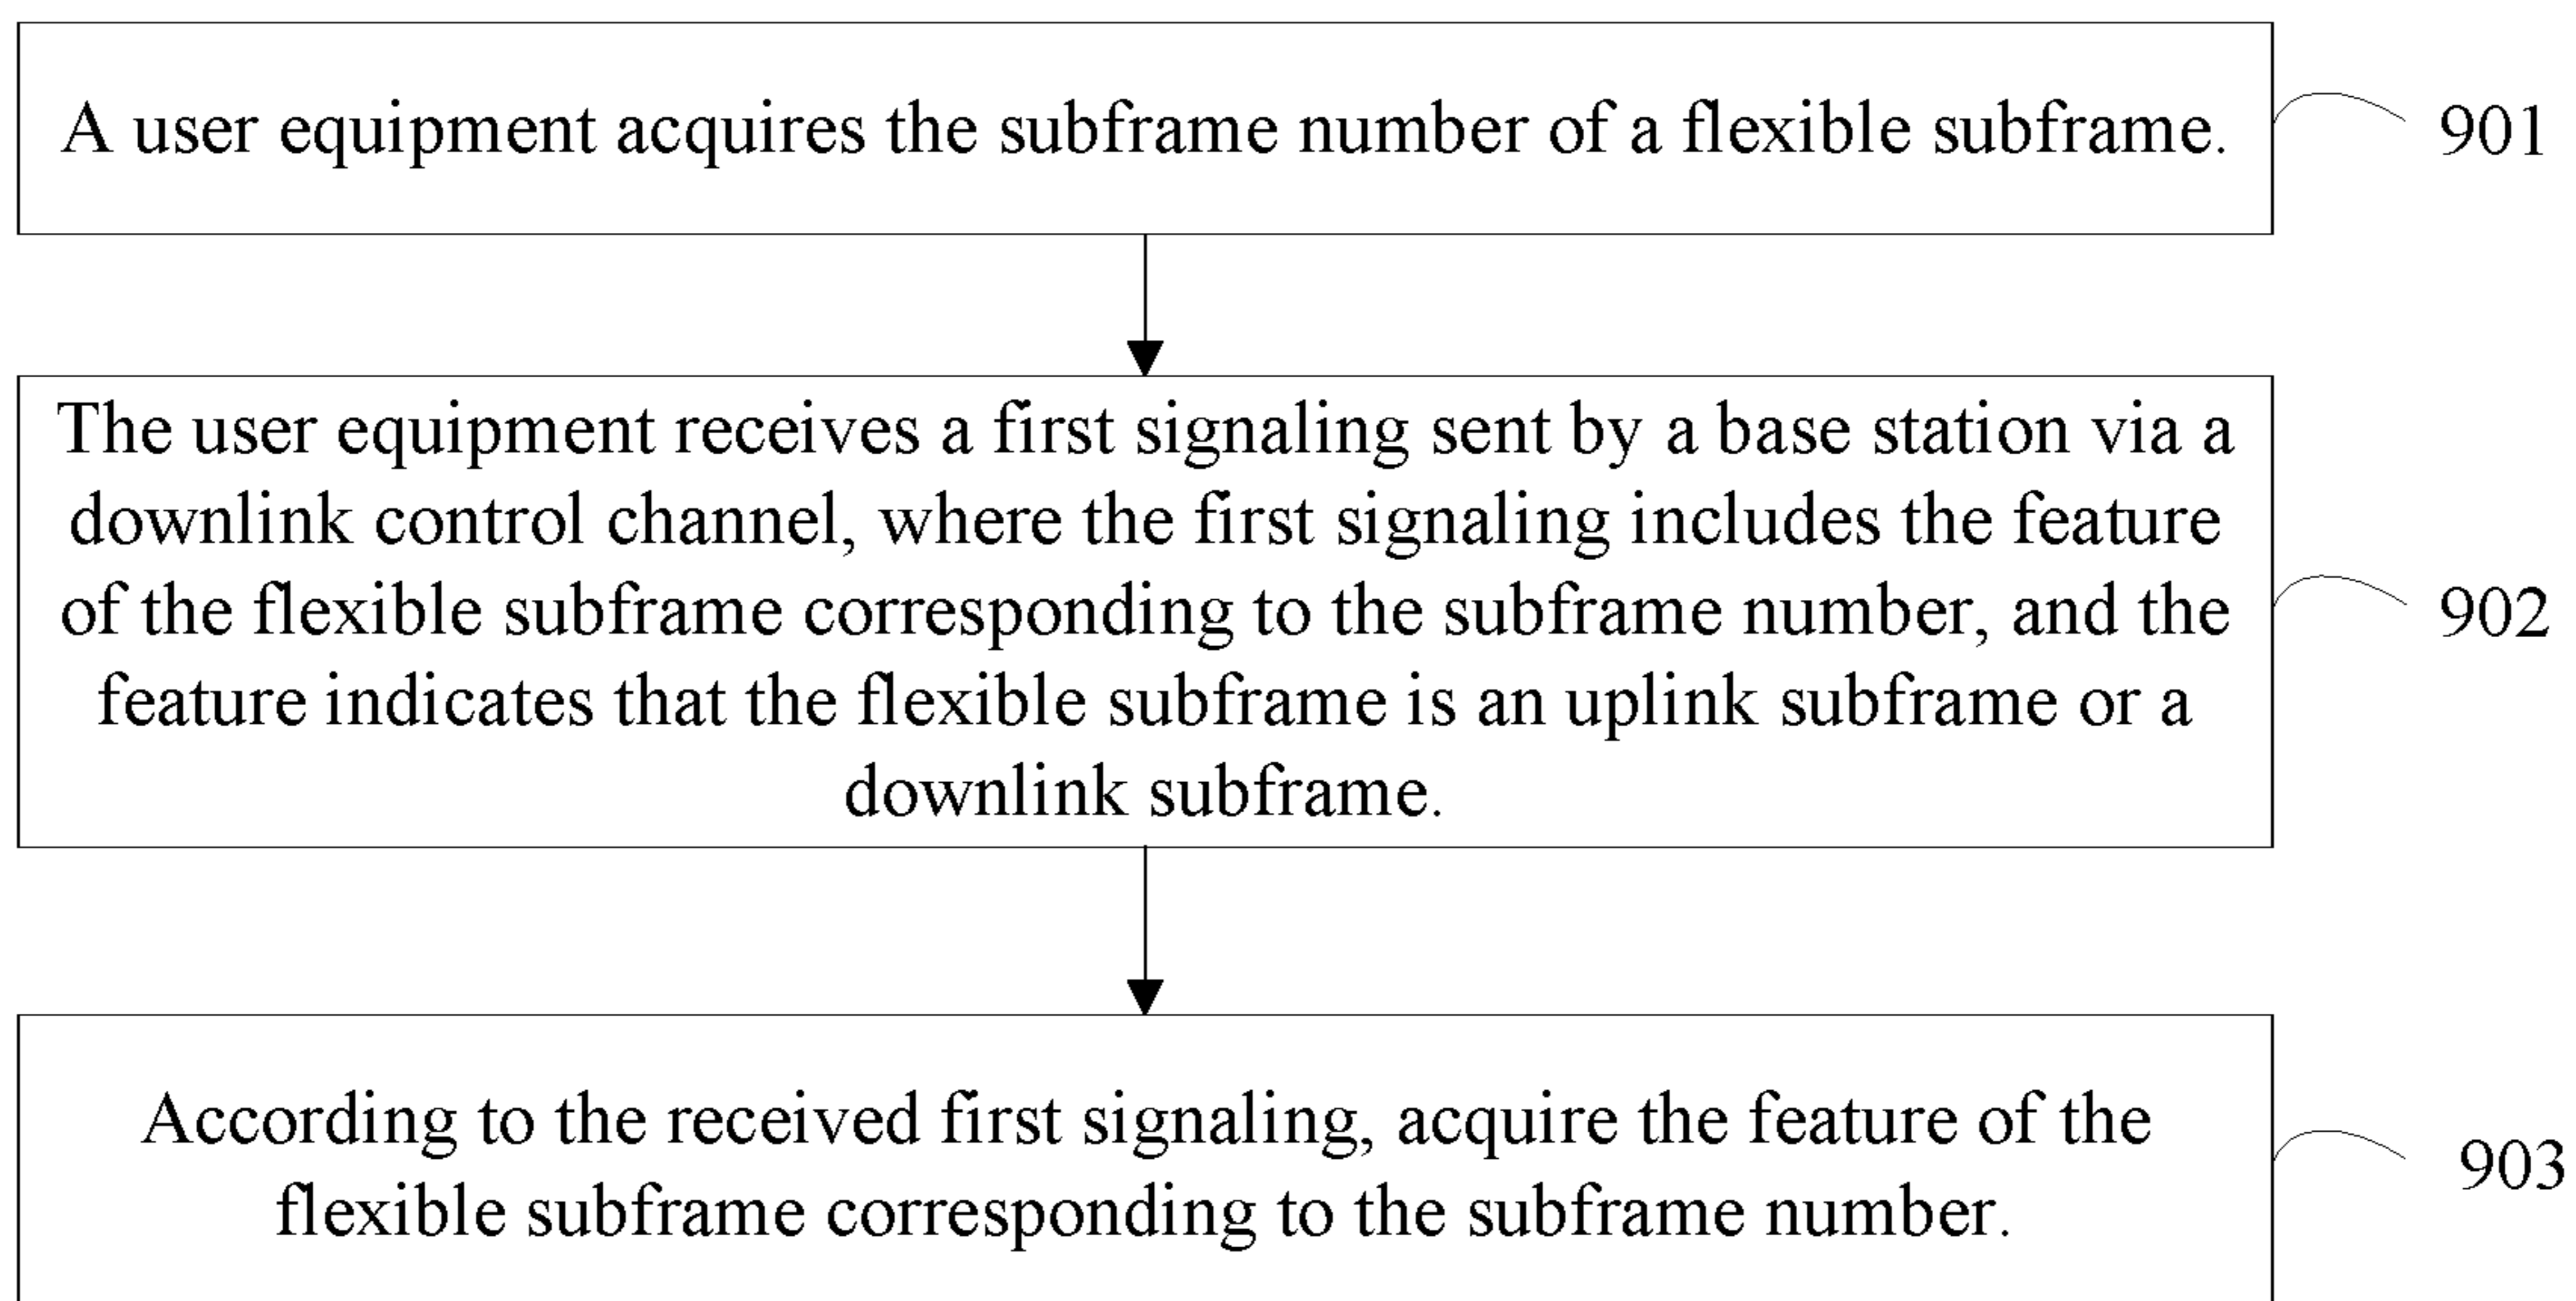 A user equipment acquires the subframe number of a flexible subframe.
901
The user equipment receives a first signaling sent by a base station via a
downlink control channel, where the first signaling includes the feature
of the flexible subframe corresponding to the subframe number, and the
feature indicates that the flexible subframe is an uplink subframe or a
downlink subframe.
902
According to the received first signaling, acquire the feature of the
flexible subframe corresponding to the subframe number.
903